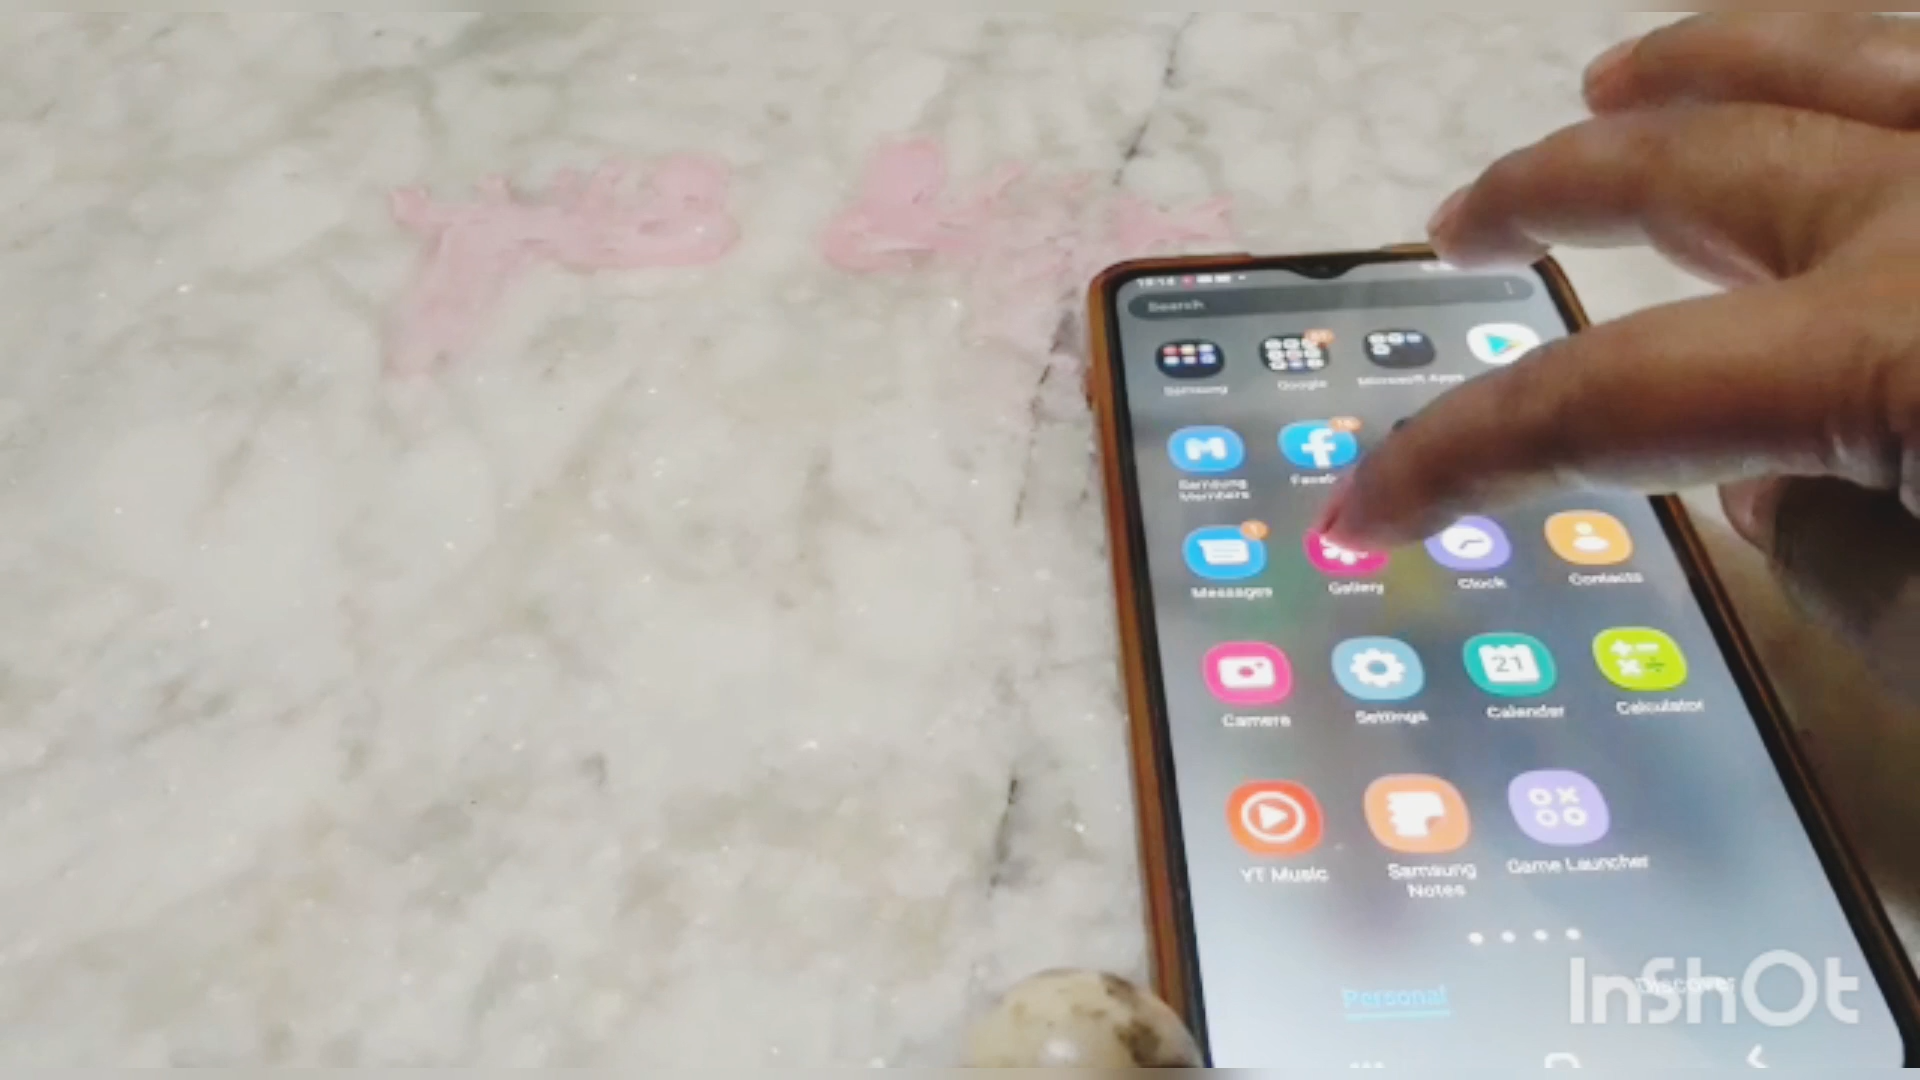 Search
Samsung Google Microsoft Apps
Samsung Members
Messages Gallery Clock Contacts
Camera Settings 21 Calendar Calculator
YT Music Samsung Notes Game Launcher
Personal Discover
InShOt